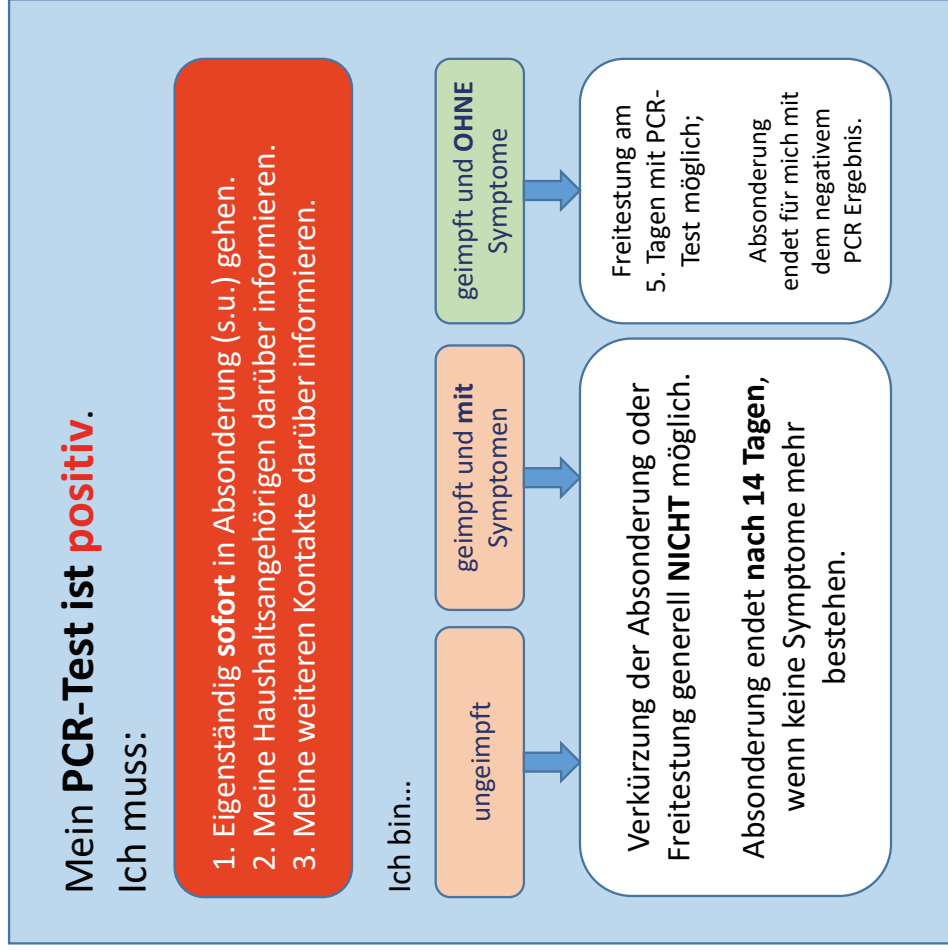 Mein PCR-Test ist positiv.
Ich muss:
1. Eigenständig sofort in Absonderung (s.u.) gehen.
2. Meine Haushaltsangehörigen darüber informieren.
3. Meine weiteren Kontakte darüber informieren.
Ich bin...
ungeimpft
geimpft und mit
Symptomen
geimpft und OHNE
Symptome
Verkürzung der Absonderung oder
Freitestung generell NICHT möglich.
Absonderung endet nach 14 Tagen,
wenn keine Symptome mehr
bestehen.
Freitestung am
5. Tagen mit PCR-
Test möglich;
Absonderung
endet für mich mit
dem negativem
PCR Ergebnis.